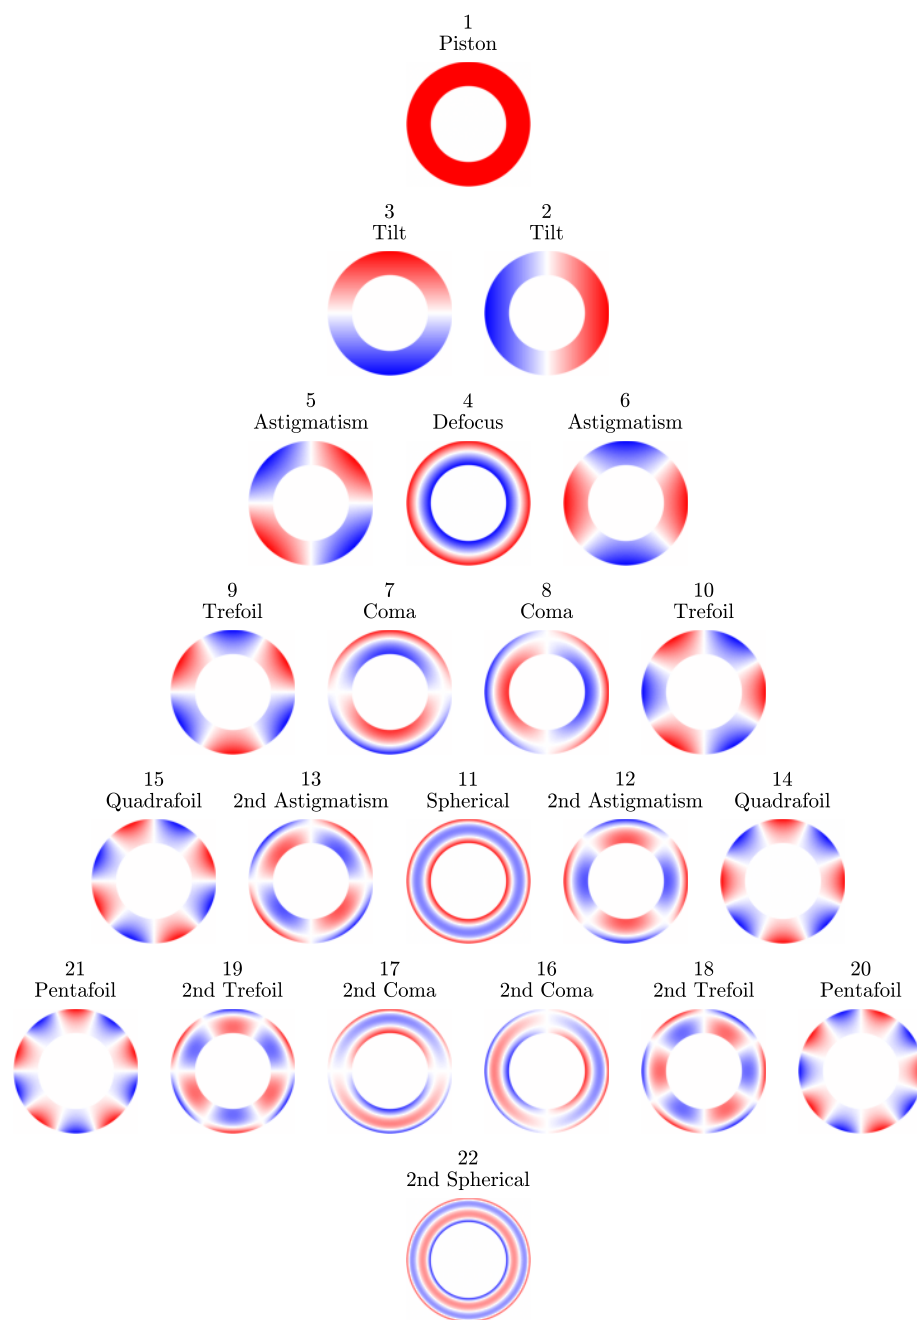 1
Piston
3 2
Tilt Tilt
5 4 6
Astigmatism Defocus Astigmatism
9 7 8 10
Trefoil Coma Coma Trefoil
15 13 11 12 14
Quadrafoil 2nd Astigmatism Spherical 2nd Astigmatism Quadrafoil
21 19 17 16 18 20
Pentafoil 2nd Trefoil 2nd Coma 2nd Coma 2nd Trefoil Pentafoil
22
2nd Spherical